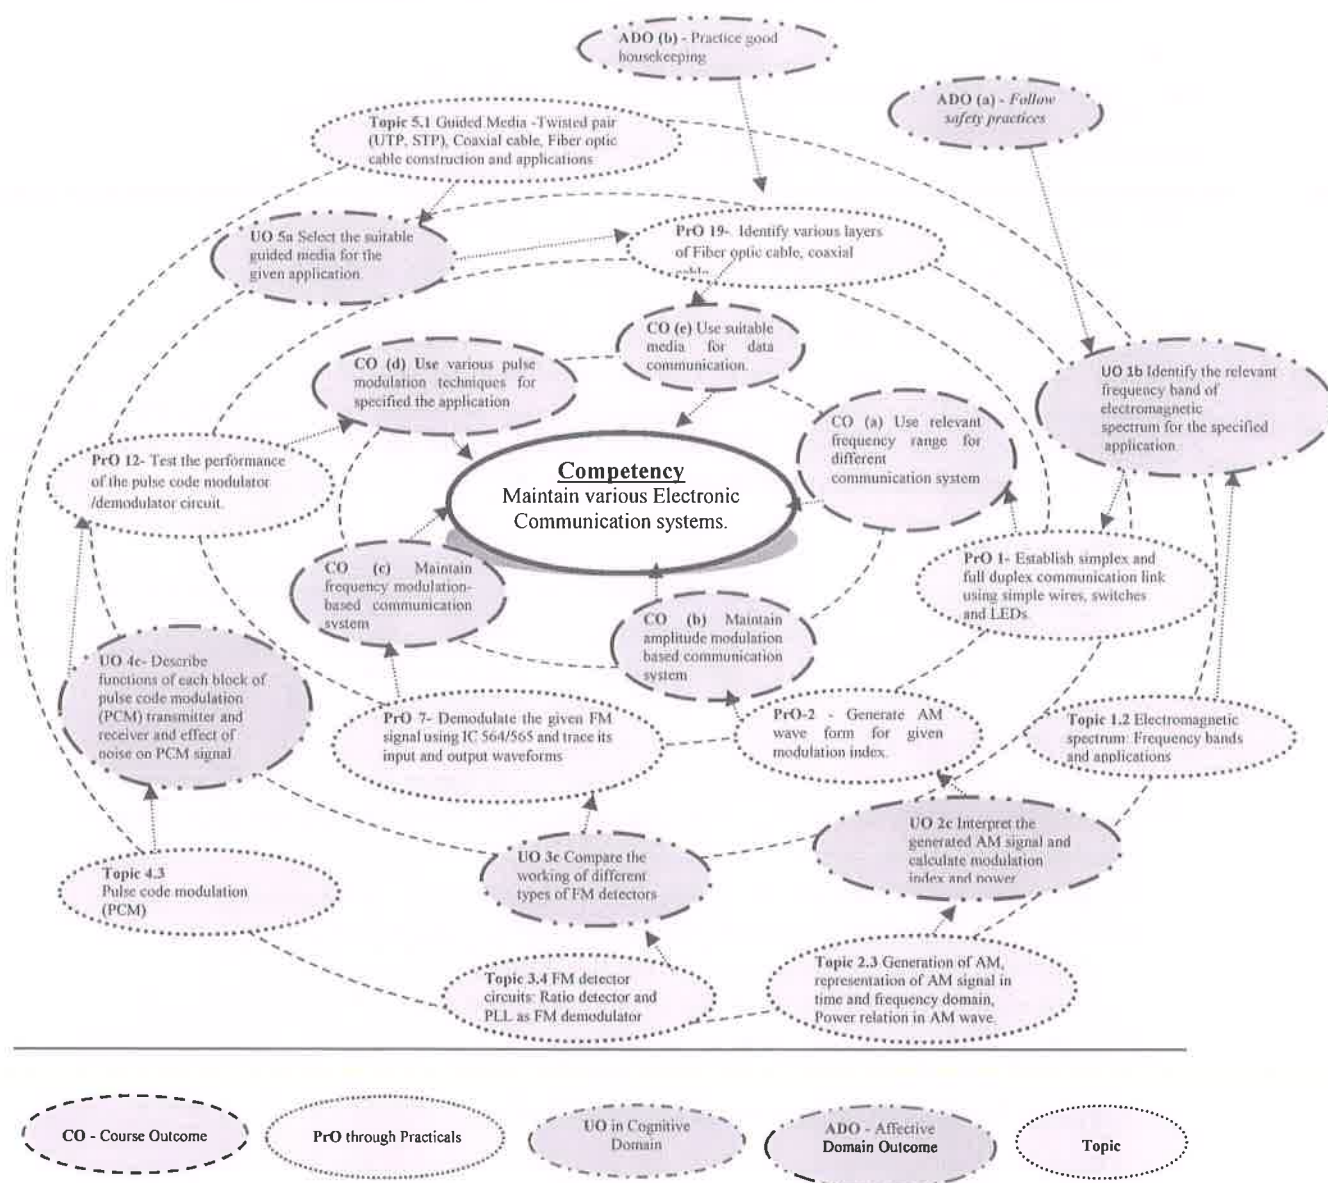 ADO (b) - Practice good
housekeeping
ADO (a) - Follow
safety practices
Topic 5.1 Guided Media -Twisted pair
(UTP, STP), Coaxial cable, Fiber optic
cable construction and applications
UO 5a Select the suitable
guided media for the
given application.
PrO 19- Identify various layers
of Fiber optic cable, coaxial
cable
CO (e) Use suitable
media for data
communication.
CO (d) Use various pulse
modulation techniques for
specified the application
UO 1b Identify the relevant
frequency band of
electromagnetic
spectrum for the specified
application.
CO (a) Use relevant
frequency range for
different
communication system
PrO 12- Test the performance
of the pulse code modulator
/demodulator circuit.
Competency
Maintain various Electronic
Communication systems.
PrO 1- Establish simplex and
full duplex communication link
using simple wires, switches
and LEDs.
CO (c) Maintain
frequency modulation-
based communication
system
CO (b) Maintain
amplitude modulation
based communication
system
UO 4c- Describe
functions of each block of
pulse code modulation
(PCM) transmitter and
receiver and effect of
noise on PCM signal
PrO 7- Demodulate the given FM
signal using IC 564/565 and trace its
input and output waveforms
PrO-2 - Generate AM
wave form for given
modulation index.
Topic 1.2 Electromagnetic
spectrum: Frequency bands
and applications
UO 2c Interpret the
generated AM signal and
calculate modulation
index and power
UO 3c Compare the
working of different
types of FM detectors
Topic 4.3
Pulse code modulation
(PCM)
Topic 3.4 FM detector
circuits: Ratio detector and
PLL as FM demodulator
Topic 2.3 Generation of AM,
representation of AM signal in
time and frequency domain,
Power relation in AM wave.
CO - Course Outcome
PrO through Practicals
UO in Cognitive
Domain
ADO - Affective
Domain Outcome
Topic